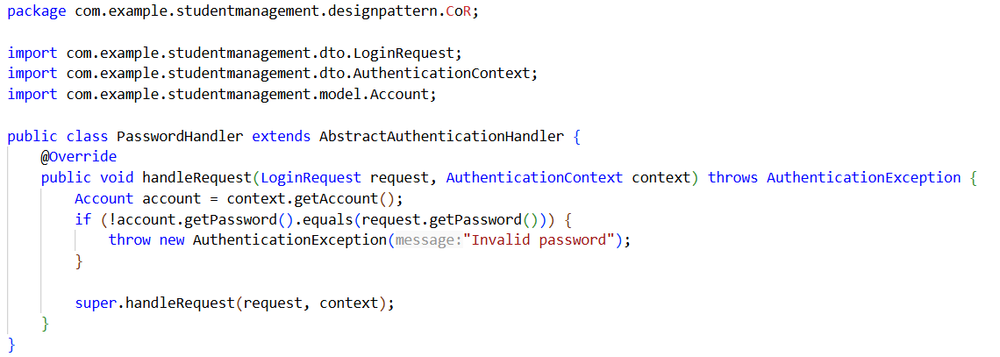 package com.example.studentmanagement.designpattern.CoR;
import com.example.studentmanagement.dto.LoginRequest;
import com.example.studentmanagement.dto.AuthenticationContext;
import com.example.studentmanagement.model.Account;
public class PasswordHandler extends AbstractAuthenticationHandler {
@Override
public void handleRequest(LoginRequest request, AuthenticationContext context) throws AuthenticationException {
Account account = context.getAccount();
if (!account.getPassword().equals(request.getPassword())) {
throw new AuthenticationException(message:"Invalid password");
}
super.handleRequest(request, context);
}
}